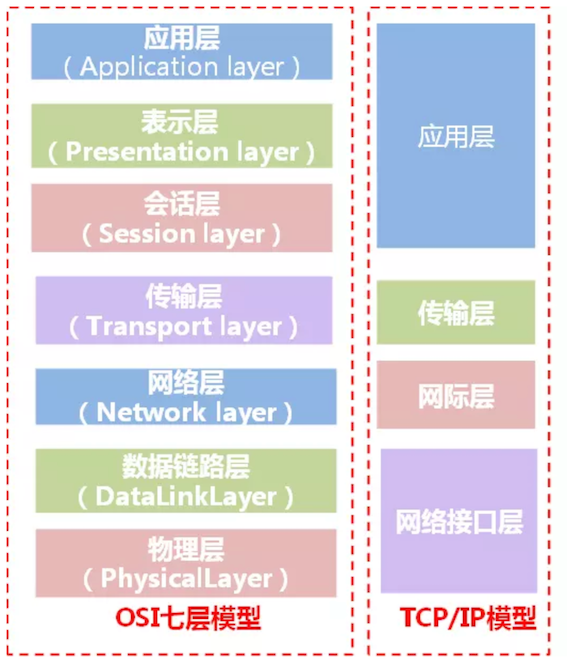 应用层
（Application layer）
表示层
（Presentation layer）
会话层
（Session layer）
传输层
（Transport layer）
网络层
（Network layer）
数据链路层
（DataLinkLayer）
物理层
（PhysicalLayer）
OSI七层模型
应用层
传输层
网际层
网络接口层
TCP/IP模型